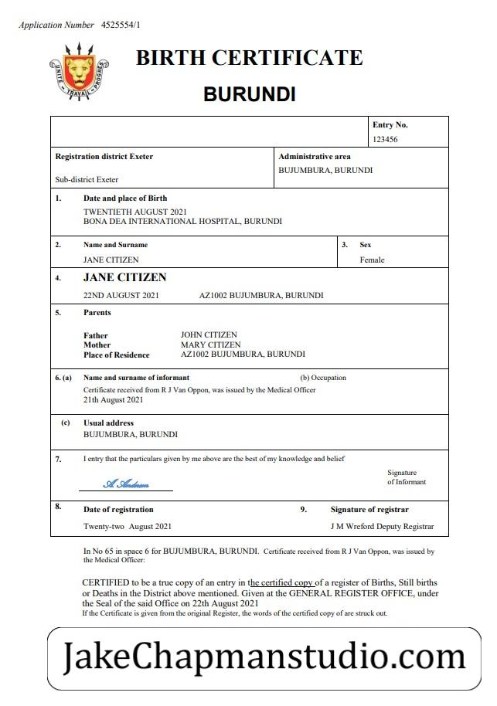 Application Number 4525554/1
BIRTH CERTIFICATE
BURUNDI
UNITE TRAVAIL PROGRES
Entry No.
123456
Registration district Exeter
Sub-district Exeter
Administrative area
BUJUMBURA, BURUNDI
1. Date and place of Birth
TWENTIETH AUGUST 2021
BONA DEA INTERNATIONAL HOSPITAL, BURUNDI
2. Name and Surname
JANE CITIZEN
3. Sex
Female
4. JANE CITIZEN
22ND AUGUST 2021 AZ1002 BUJUMBURA, BURUNDI
5. Parents
Father JOHN CITIZEN
Mother MARY CITIZEN
Place of Residence AZ1002 BUJUMBURA, BURUNDI
6. (a) Name and surname of informant (b) Occupation
Certificate received from R J Van Oppon, was issued by the Medical Officer
21th August 2021
(c) Usual address
BUJUMBURA, BURUNDI
7. I entry that the particulars given by me above are the best of my knowledge and belief
A. Andrum
Signature
of Informant
8. Date of registration
Twenty-two August 2021
9. Signature of registrar
J M Wreford Deputy Registrar
In No 65 in space 6 for BUJUMBURA, BURUNDI. Certificate received from R J Van Oppon, was issued by
the Medical Officer:
CERTIFIED to be a true copy of an entry in the certified copy of a register of Births, Still births
or Deaths in the District above mentioned. Given at the GENERAL REGISTER OFFICE, under
the Seal of the said Office on 22th August 2021
If the Certificate is given from the original Register, the words of the certified copy of are struck out.
JakeChapmanstudio.com